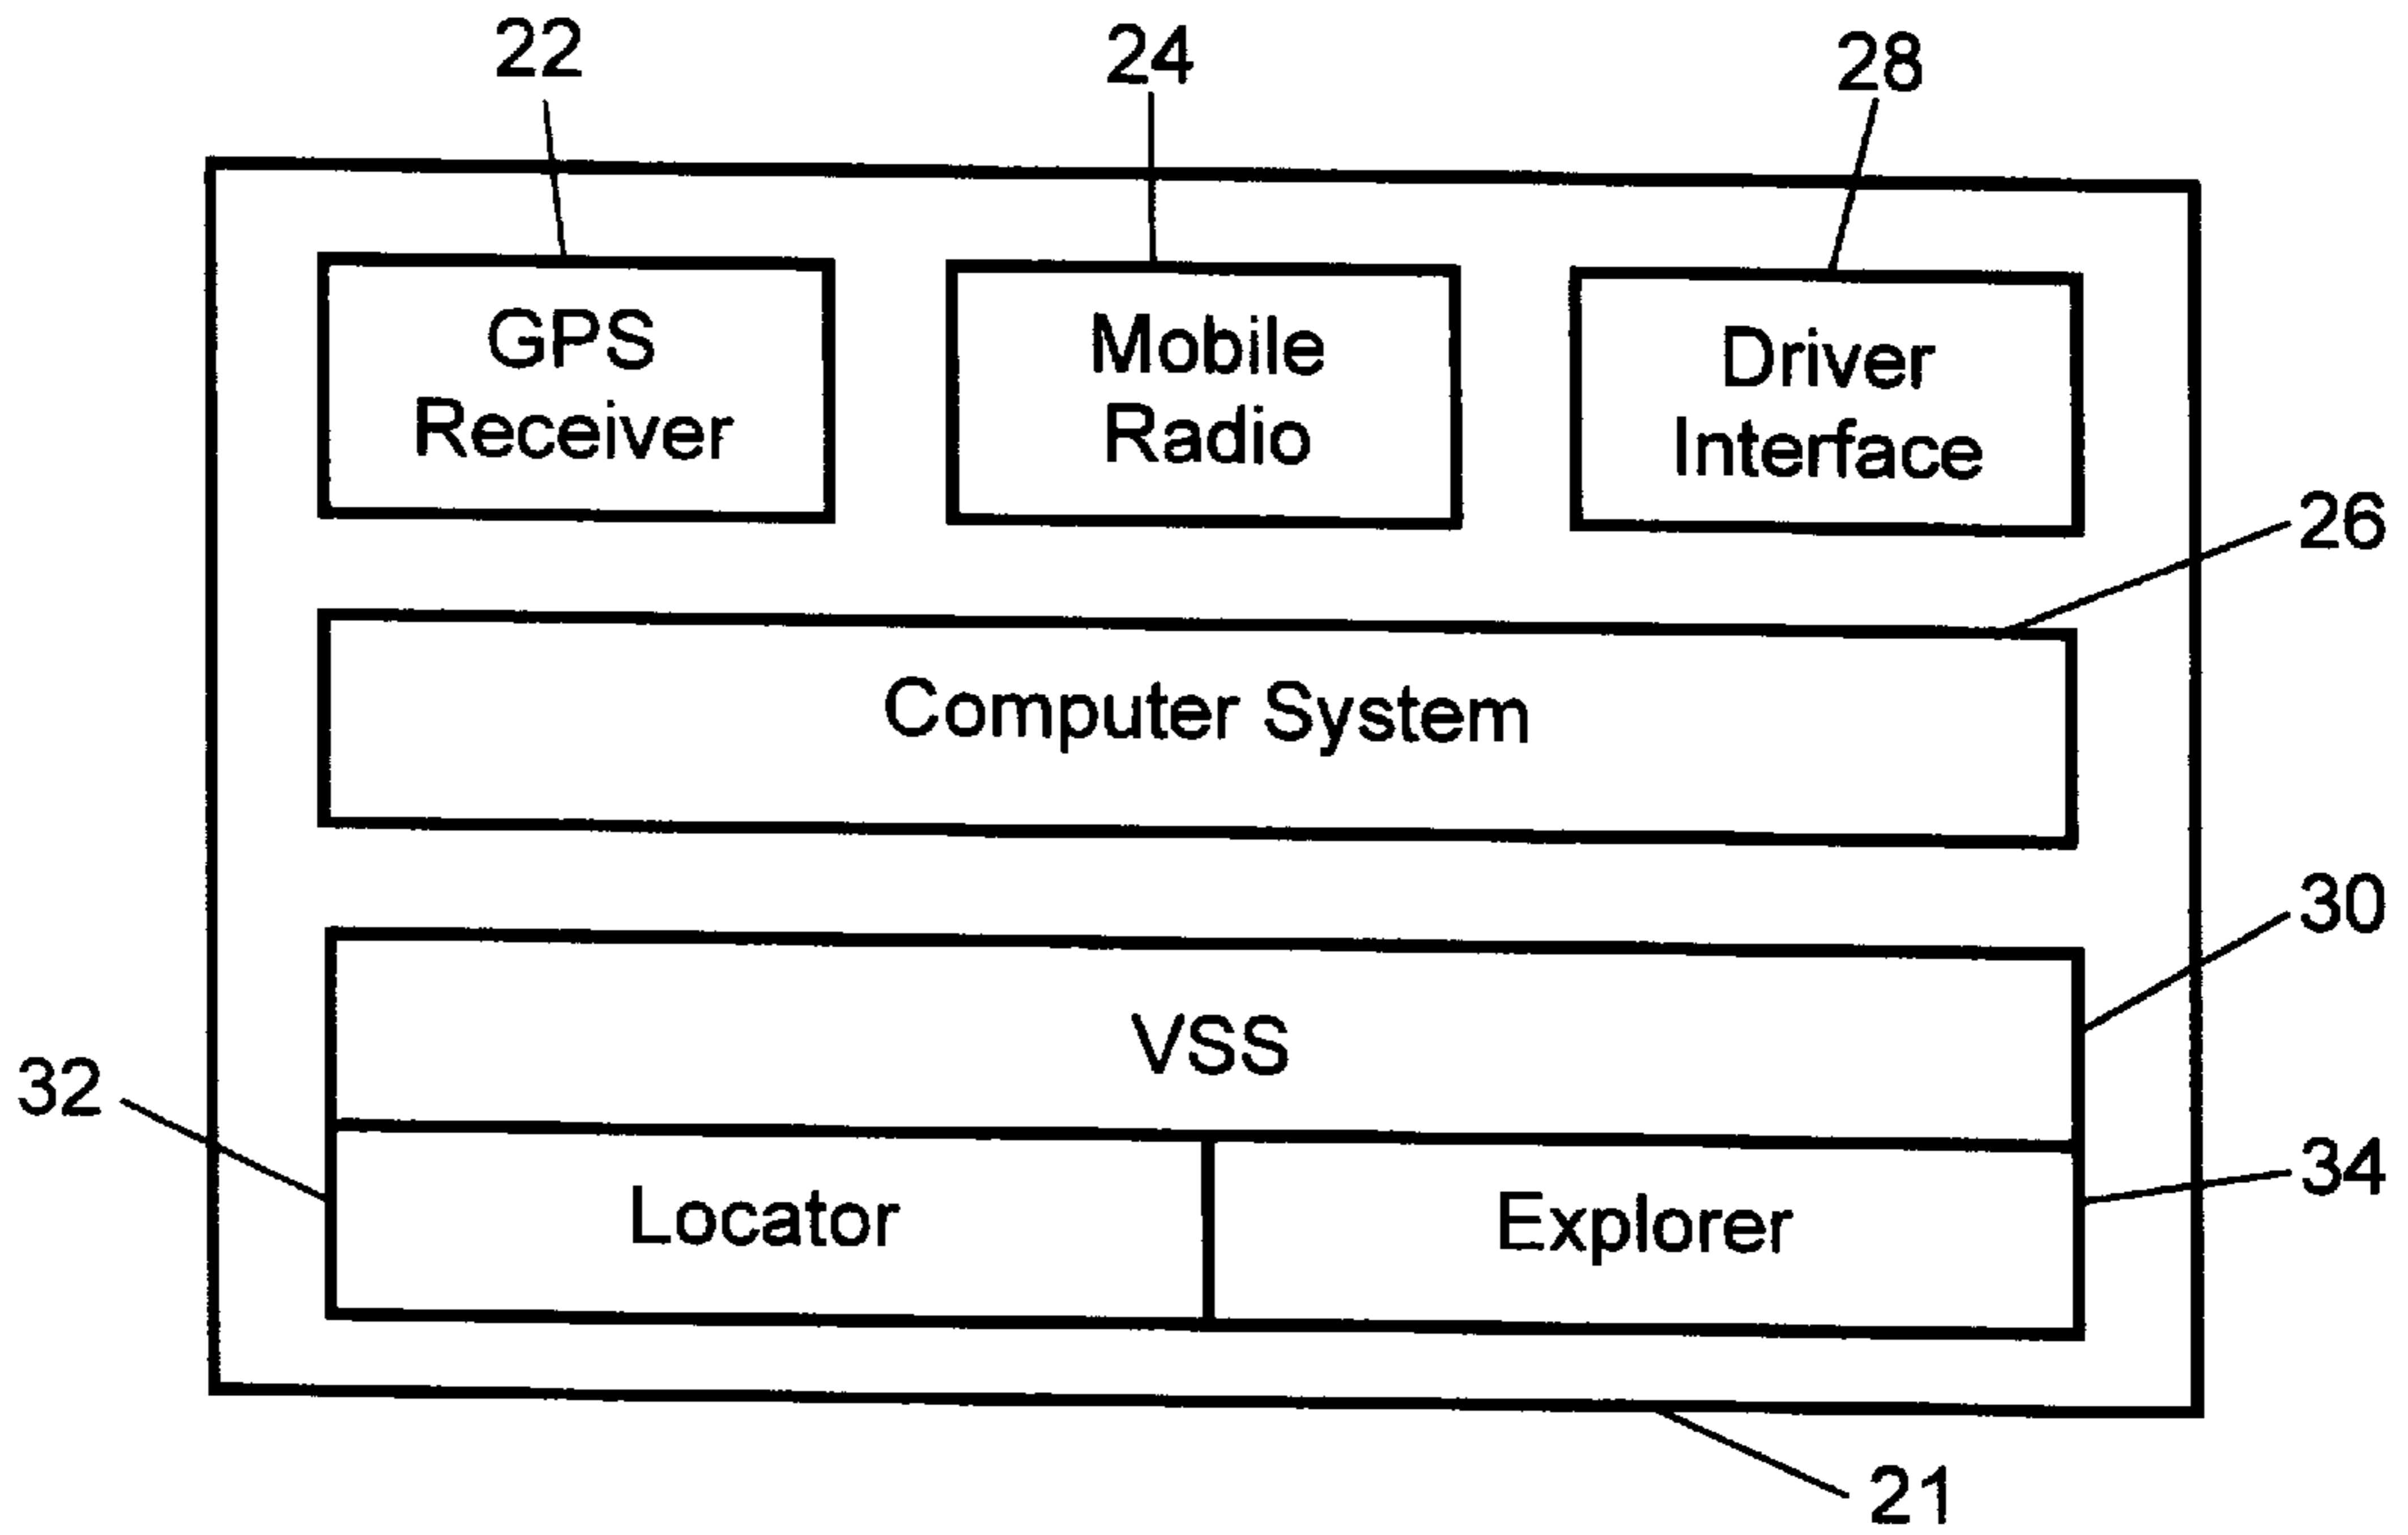 22
24
28
GPS
Receiver
Mobile
Radio
Driver
Interface
26
Computer System
30
VSS
32
Locator
Explorer
34
21